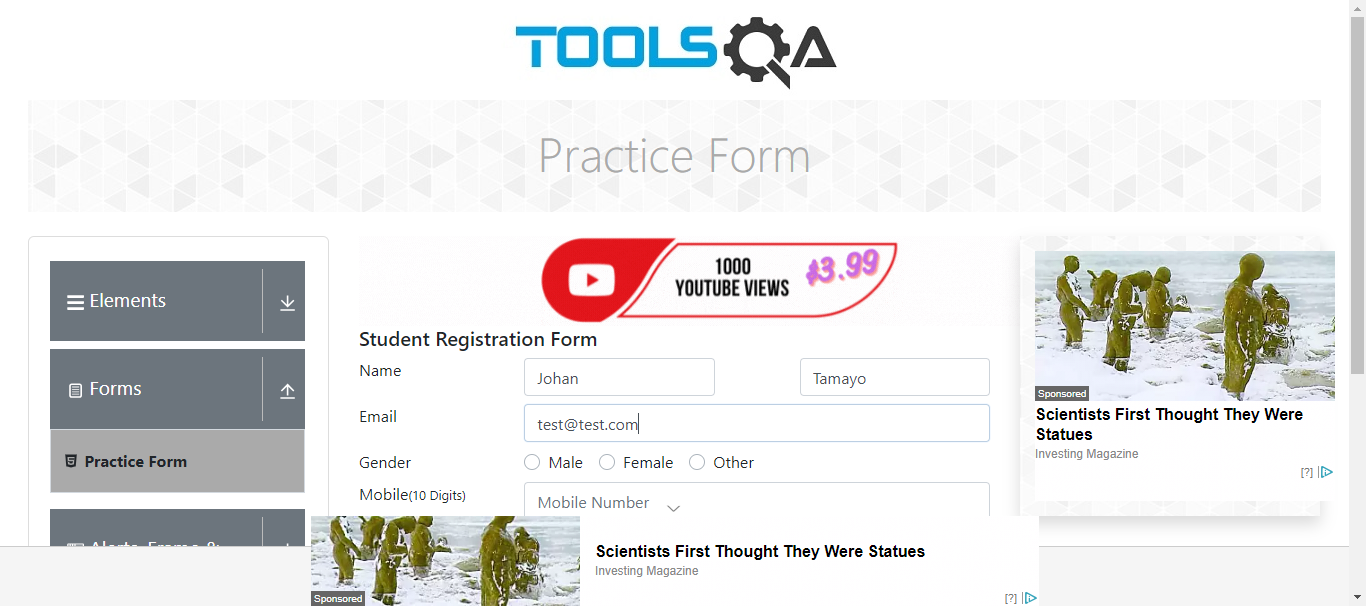 TOOLSQA
Practice Form
Elements
Forms
Practice Form
1000
YOUTUBE VIEWS
$3.99
Student Registration Form
Name
Johan
Tamayo
Email
test@test.com
Gender
Male
Female
Other
Mobile(10 Digits)
Mobile Number
Sponsored
Scientists First Thought They Were
Statues
Investing Magazine
[?]
Sponsored
Scientists First Thought They Were Statues
Investing Magazine
[?]